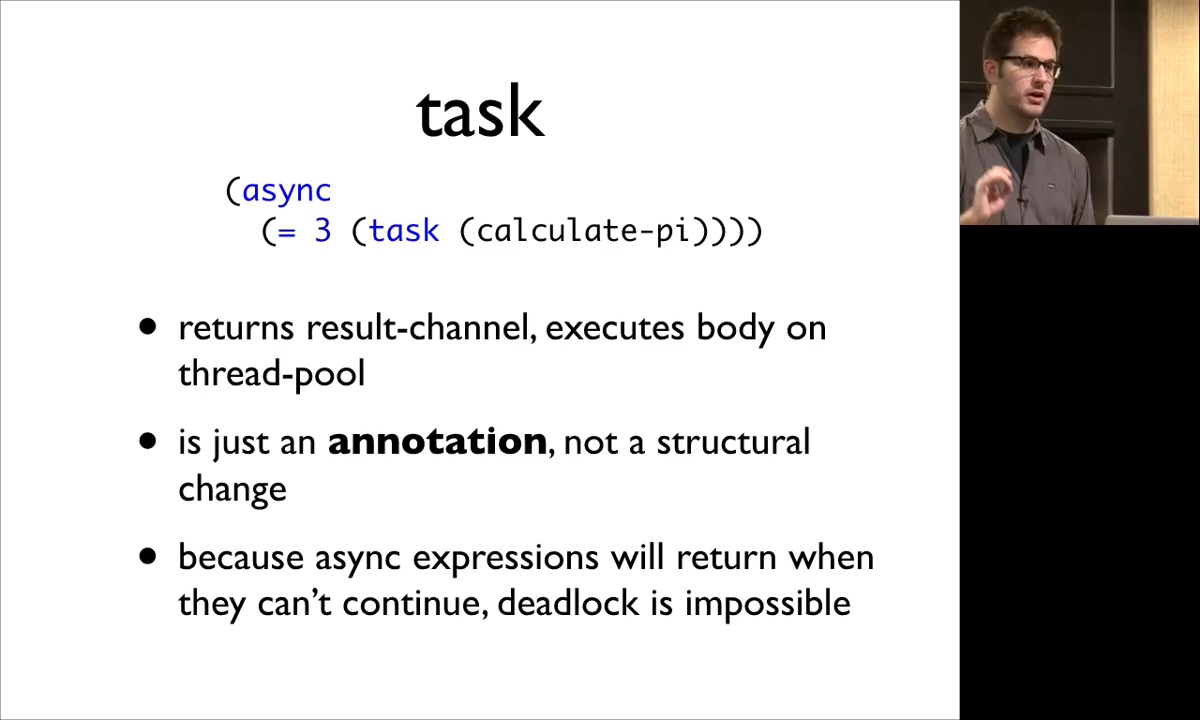 task
(async
(= 3 (task (calculate-pi))))
• returns result-channel, executes body on
thread-pool
• is just an annotation, not a structural
change
• because async expressions will return when
they can’t continue, deadlock is impossible